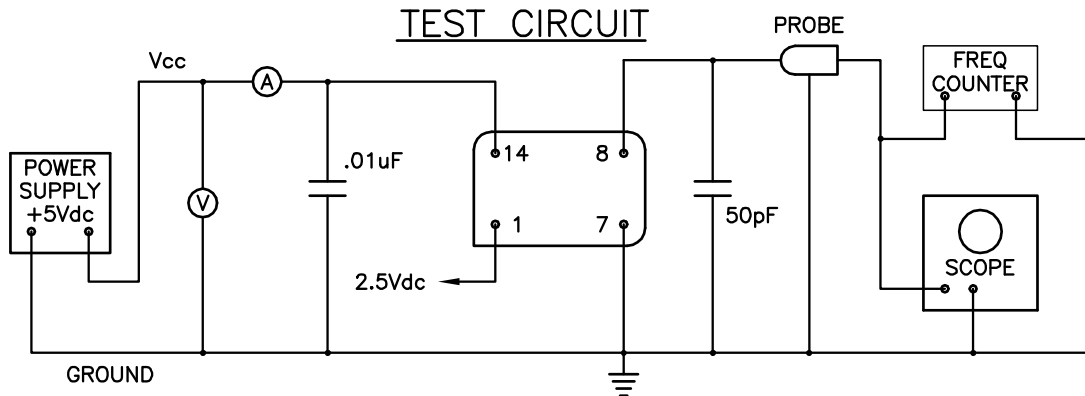 TEST CIRCUIT
PROBE
Vcc
A
FREQ
COUNTER
POWER
SUPPLY
+5Vdc
.01uF
14
8
V
1
7
50pF
2.5Vdc
SCOPE
GROUND